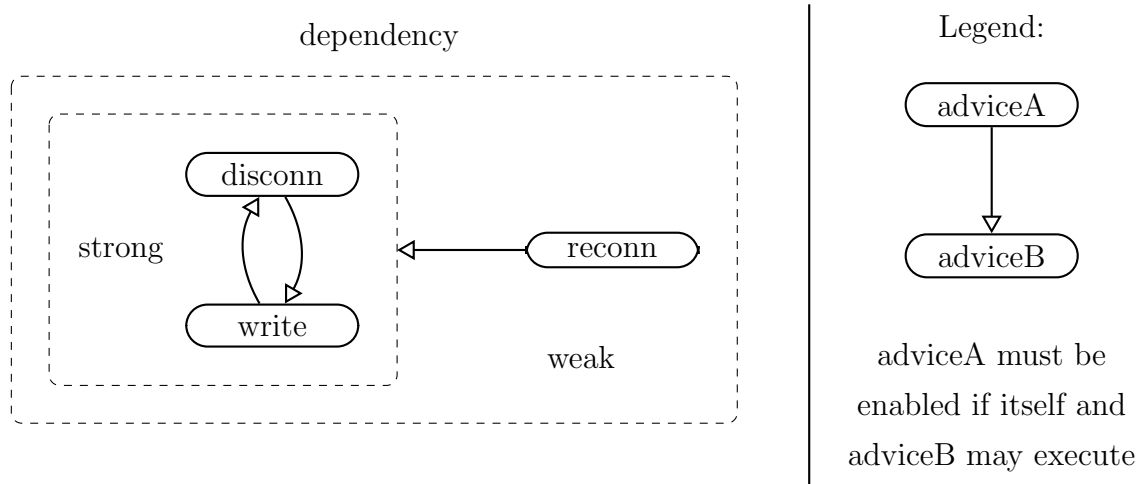 dependency
disconn
strong
write
reconn
weak
Legend:
adviceA
adviceB
adviceA must be
enabled if itself and
adviceB may execute